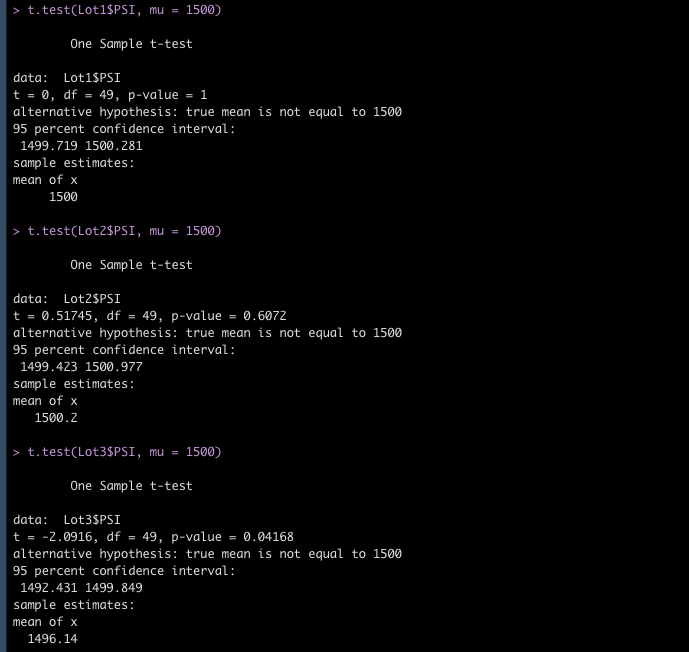 > t.test(Lot1$PSI, mu = 1500)
One Sample t-test
data:  Lot1$PSI
t = 0, df = 49, p-value = 1
alternative hypothesis: true mean is not equal to 1500
95 percent confidence interval:
1499.719 1500.281
sample estimates:
mean of x
1500
> t.test(Lot2$PSI, mu = 1500)
One Sample t-test
data:  Lot2$PSI
t = 0.51745, df = 49, p-value = 0.6072
alternative hypothesis: true mean is not equal to 1500
95 percent confidence interval:
1499.423 1500.977
sample estimates:
mean of x
1500.2
> t.test(Lot3$PSI, mu = 1500)
One Sample t-test
data:  Lot3$PSI
t = -2.0916, df = 49, p-value = 0.04168
alternative hypothesis: true mean is not equal to 1500
95 percent confidence interval:
1492.431 1499.849
sample estimates:
mean of x
1496.14